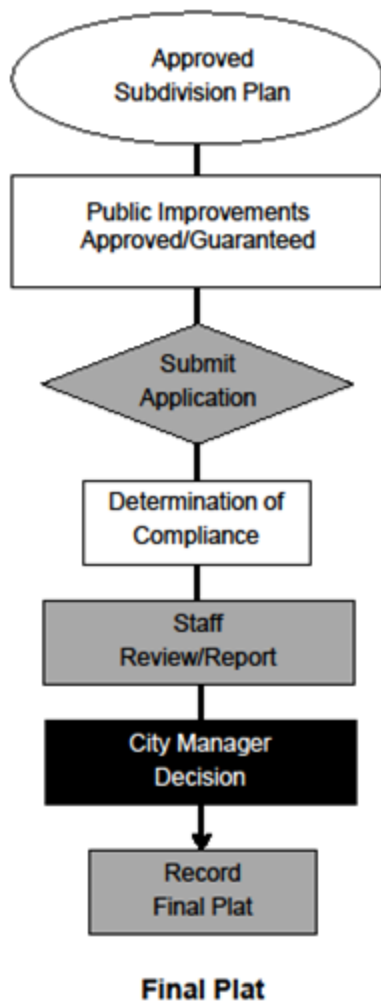 Approved
Subdivision Plan
Public Improvements
Approved/Guaranteed
Submit
Application
Determination of
Compliance
Staff
Review/Report
City Manager
Decision
Record
Final Plat
Final Plat